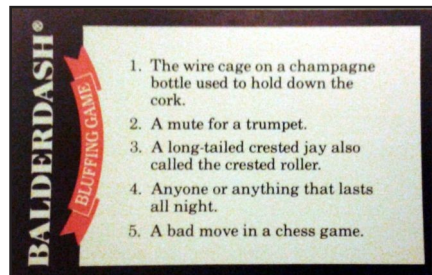 BALDERDASH®
BLUFFING GAME
1. The wire cage on a champagne
bottle used to hold down the
cork.
2. A mute for a trumpet.
3. A long-tailed crested jay also
called the crested roller.
4. Anyone or anything that lasts
all night.
5. A bad move in a chess game.